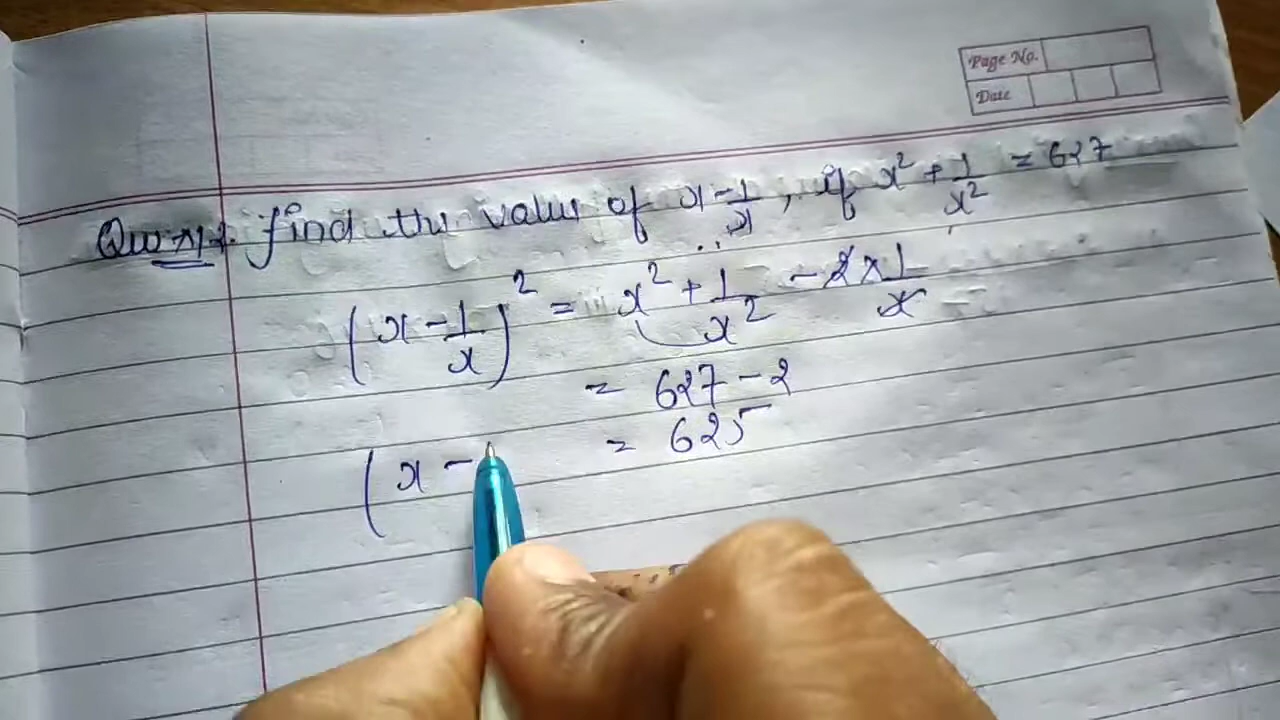 Page No.
Date
find the value of x - 1/x, if x² + 1/x² = 627
(x - 1/x)² = x² + 1/x² - 2 x 1/x
= 627 - 2
= 625
(x -